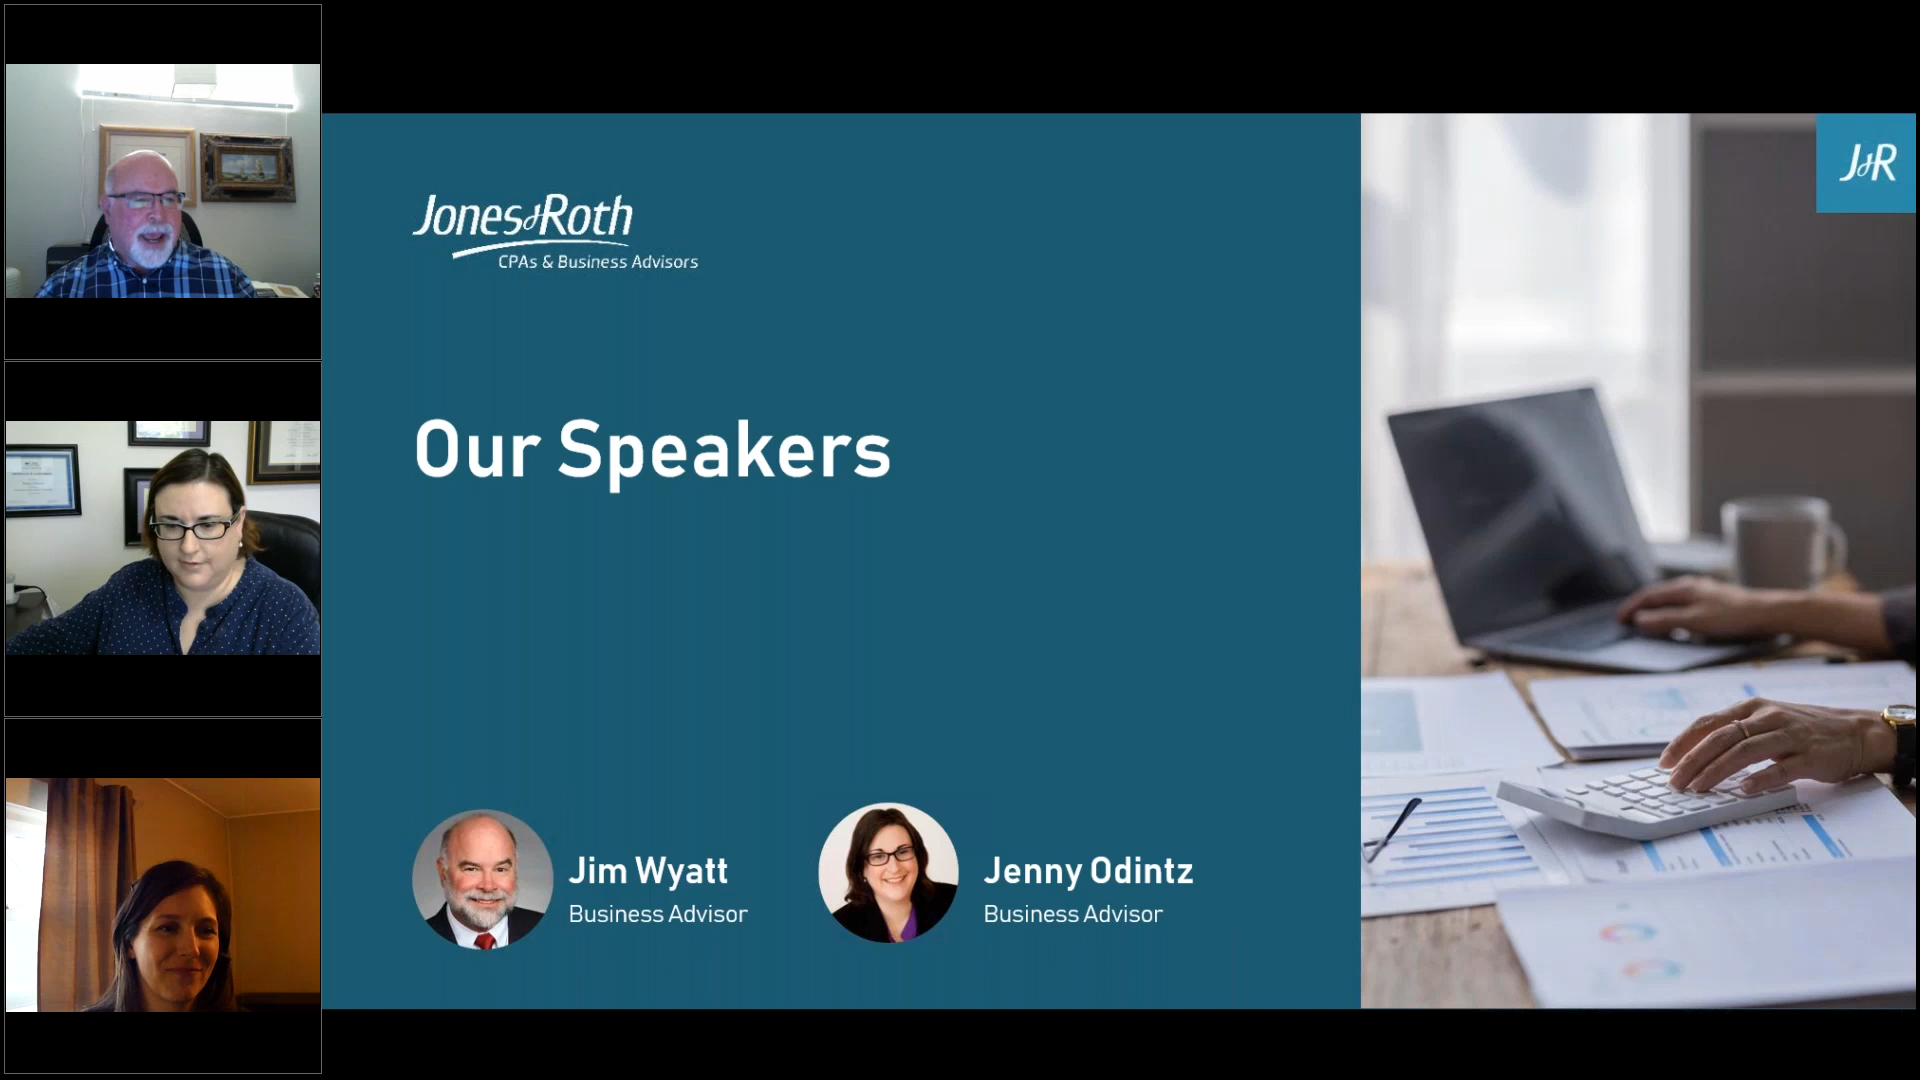 Jones & Roth
CPAs & Business Advisors
J&R
Our Speakers
Jim Wyatt
Business Advisor
Jenny Odintz
Business Advisor